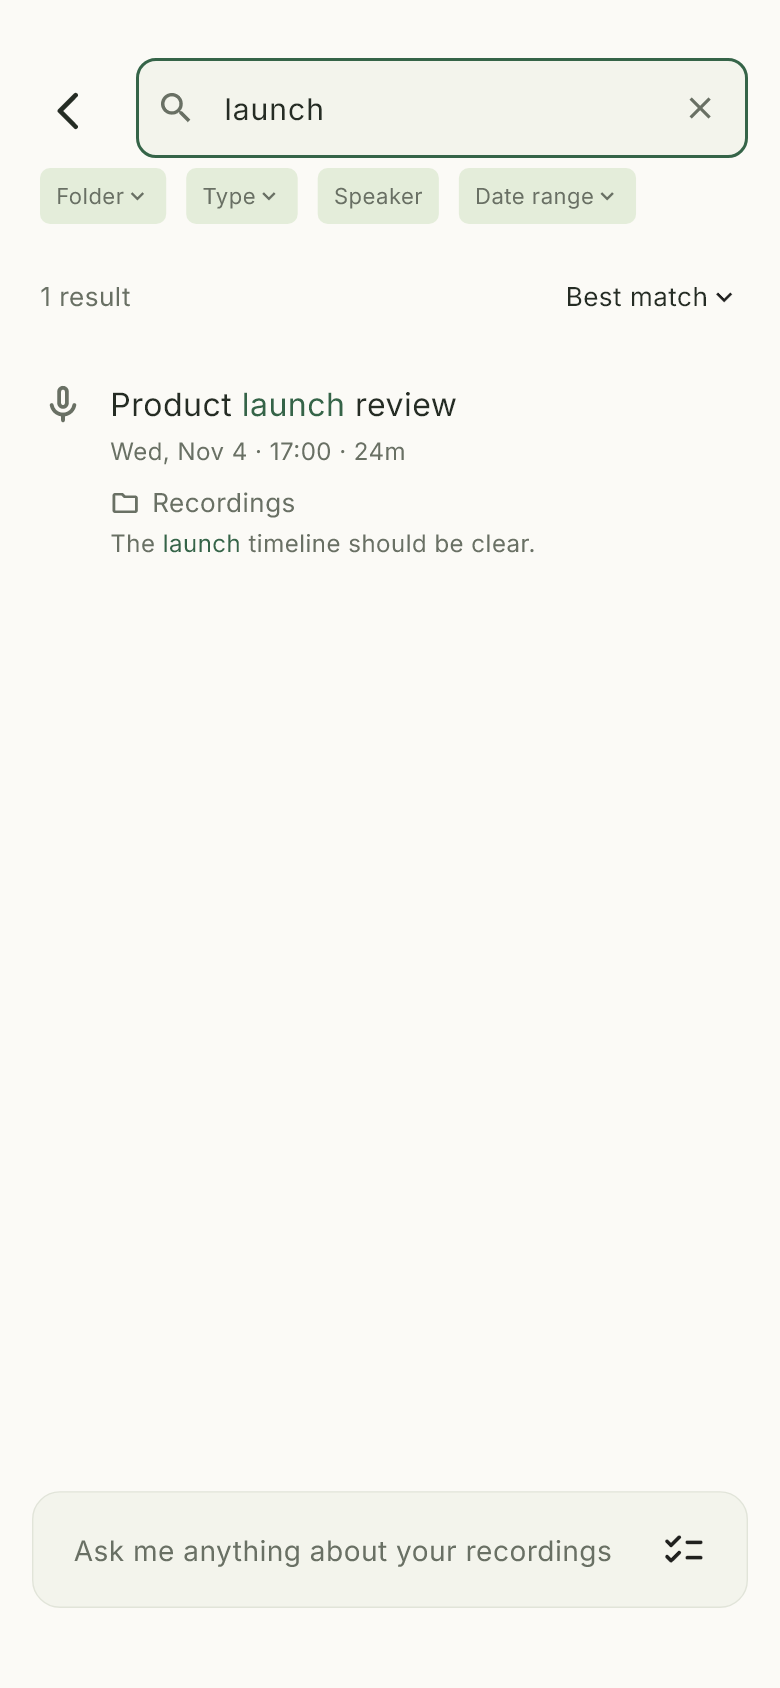 launch
Folder Type Speaker Date range
1 result Best match
Product launch review
Wed, Nov 4 · 17:00 · 24m
Recordings
The launch timeline should be clear.
Ask me anything about your recordings